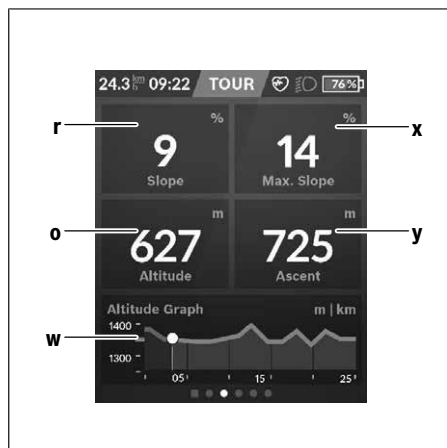 24.3 km/h 09:22 TOUR 76%
r % % x
9 14
Slope Max. Slope
o m m y
627 725
Altitude Ascent
Altitude Graph m | km
w 1400
1300
05 15 25